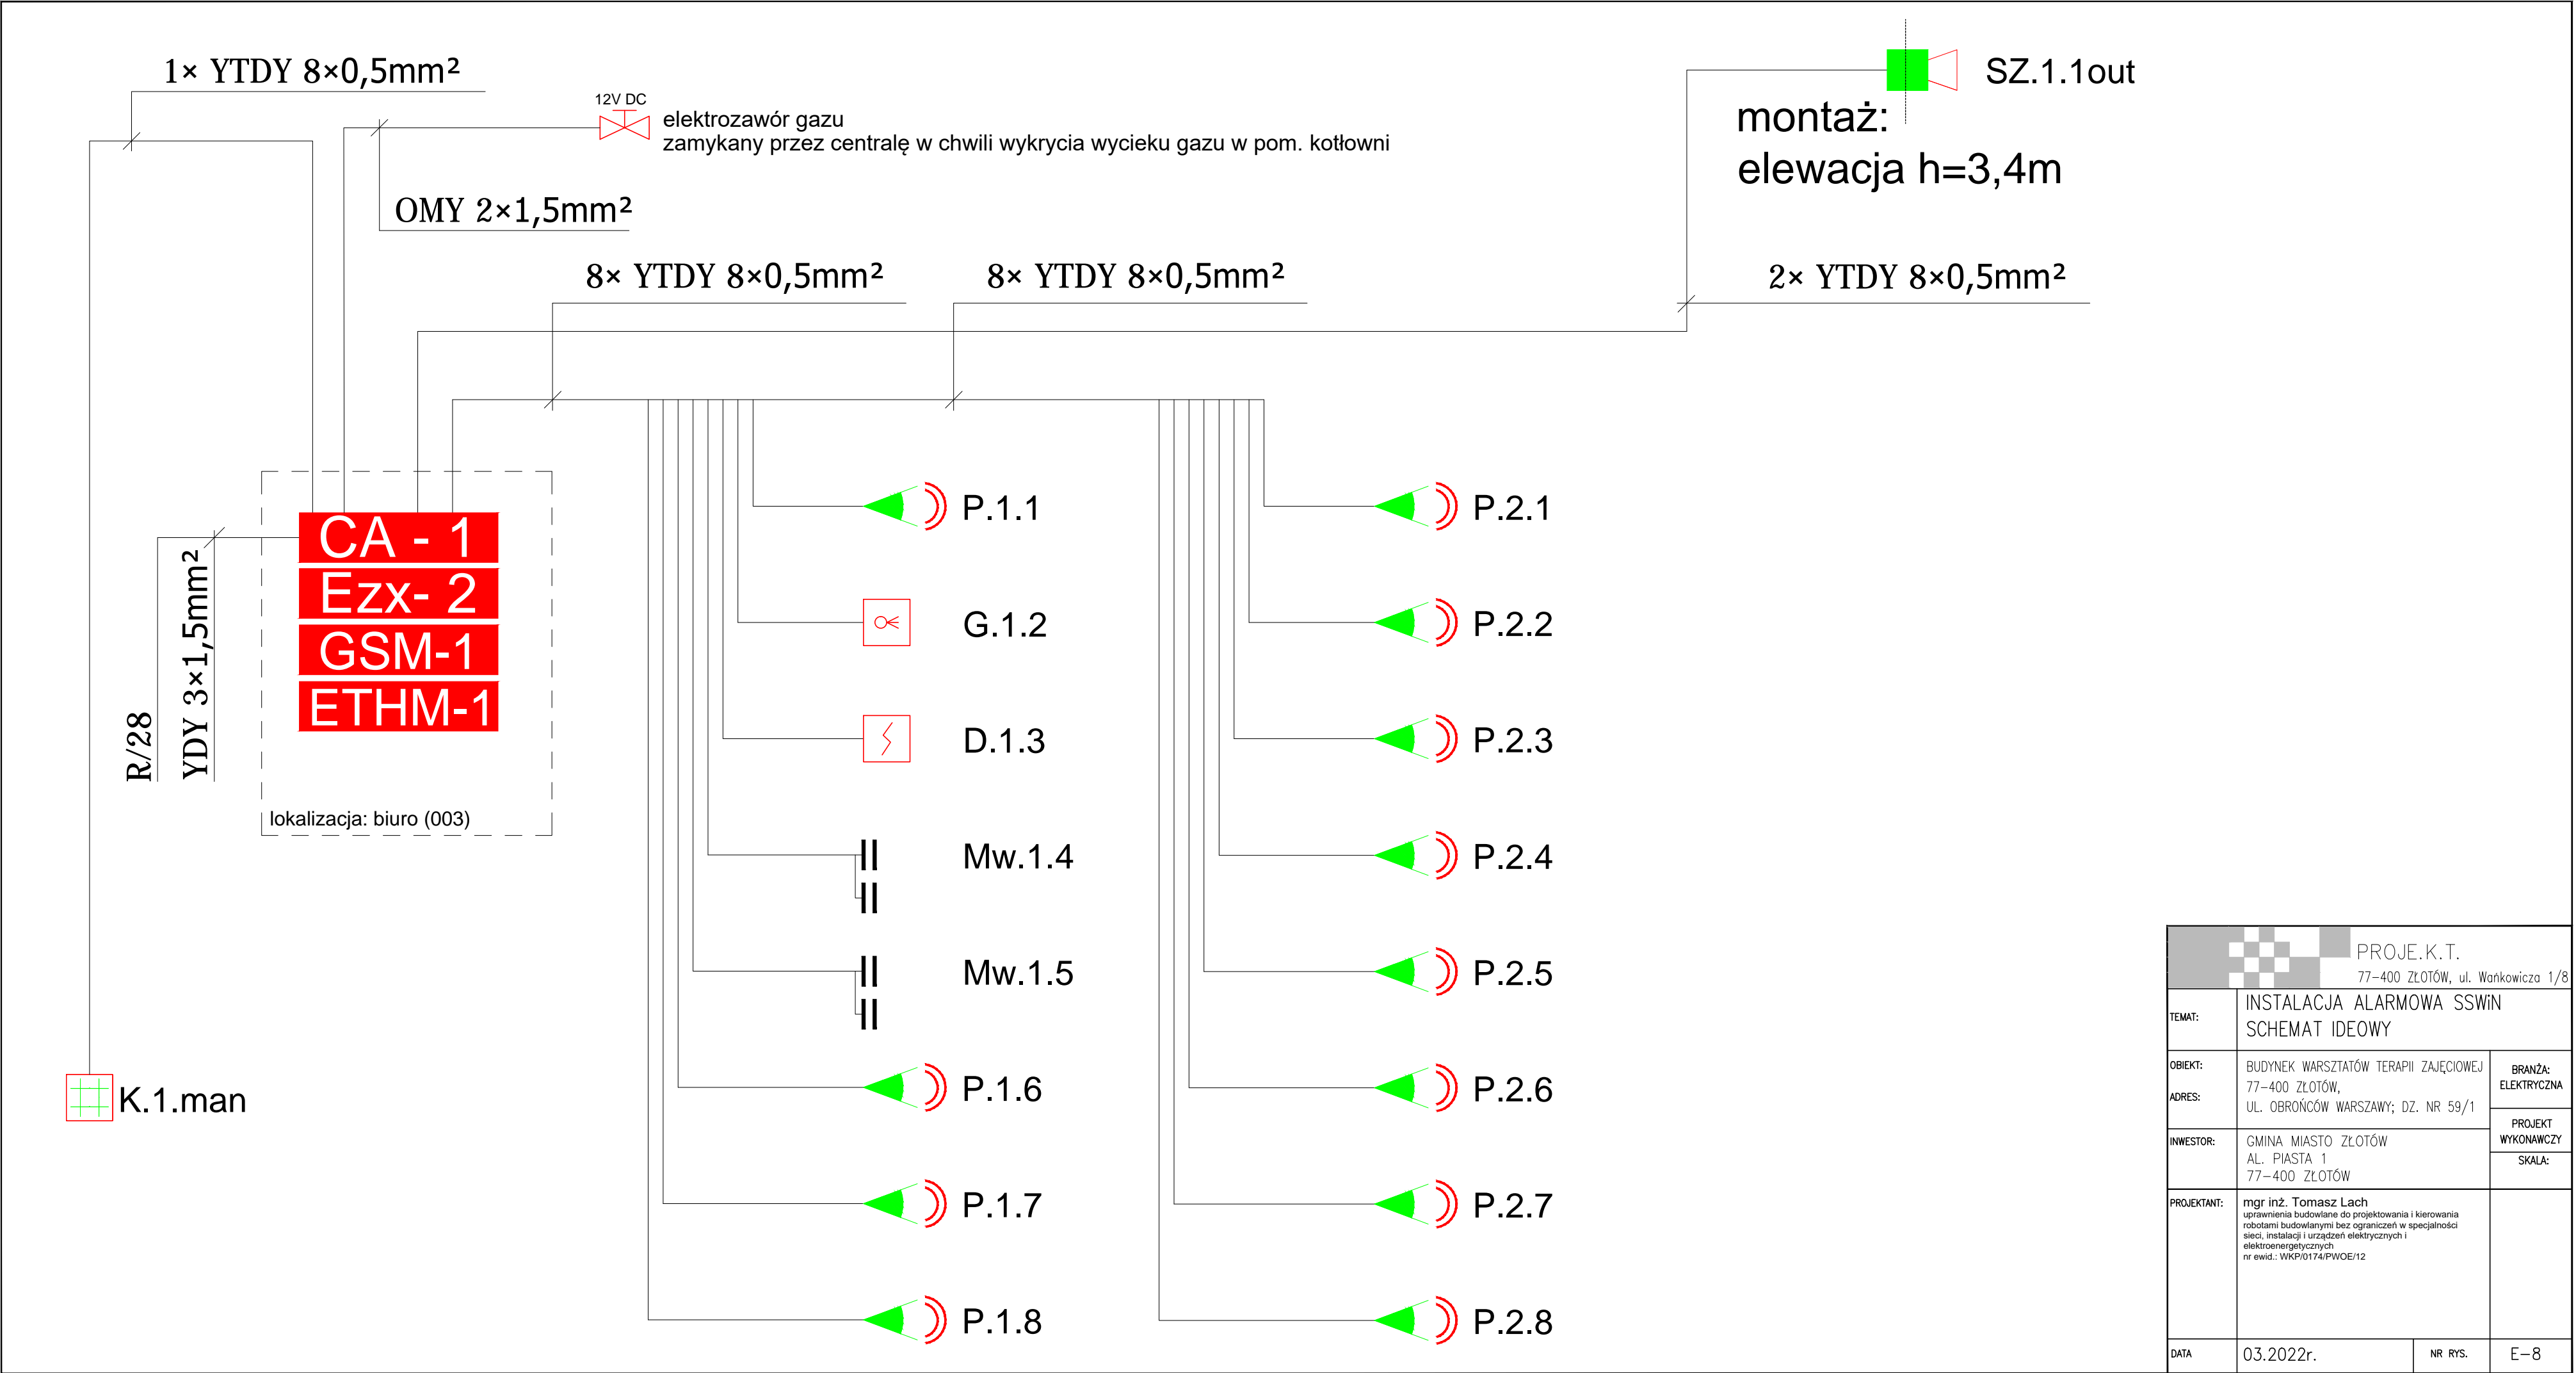 1× YTDY 8×0,5mm²
12V DC
elektrozawór gazu
zamykany przez centralę w chwili wykrycia wycieku gazu w pom. kotłowni
OMY 2×1,5mm²
SZ.1.1out
montaż:
elewacja h=3,4m
8× YTDY 8×0,5mm²
8× YTDY 8×0,5mm²
2× YTDY 8×0,5mm²
R/28
YDY 3×1,5mm²
CA - 1
Ezx- 2
GSM-1
ETHM-1
lokalizacja: biuro (003)
K.1.man
P.1.1
G.1.2
D.1.3
Mw.1.4
Mw.1.5
P.1.6
P.1.7
P.1.8
P.2.1
P.2.2
P.2.3
P.2.4
P.2.5
P.2.6
P.2.7
P.2.8
PROJE.K.T.
77-400 ZŁOTÓW, ul. Wańkowicza 1/8
TEMAT:
INSTALACJA ALARMOWA SSWiN
SCHEMAT IDEOWY
OBIEKT:
ADRES:
BUDYNEK WARSZTATÓW TERAPII ZAJĘCIOWEJ
77-400 ZŁOTÓW,
UL. OBROŃCÓW WARSZAWY; DZ. NR 59/1
BRANŻA:
ELEKTRYCZNA
PROJEKT
WYKONAWCZY
SKALA:
INWESTOR:
GMINA MIASTO ZŁOTÓW
AL. PIASTA 1
77-400 ZŁOTÓW
PROJEKTANT:
mgr inż. Tomasz Lach
uprawnienia budowlane do projektowania i kierowania
robotami budowlanymi bez ograniczeń w specjalności
sieci, instalacji i urządzeń elektrycznych i
elektroenergetycznych
nr ewid.: WKP/0174/PWOE/12
DATA
03.2022r.
NR RYS.
E-8